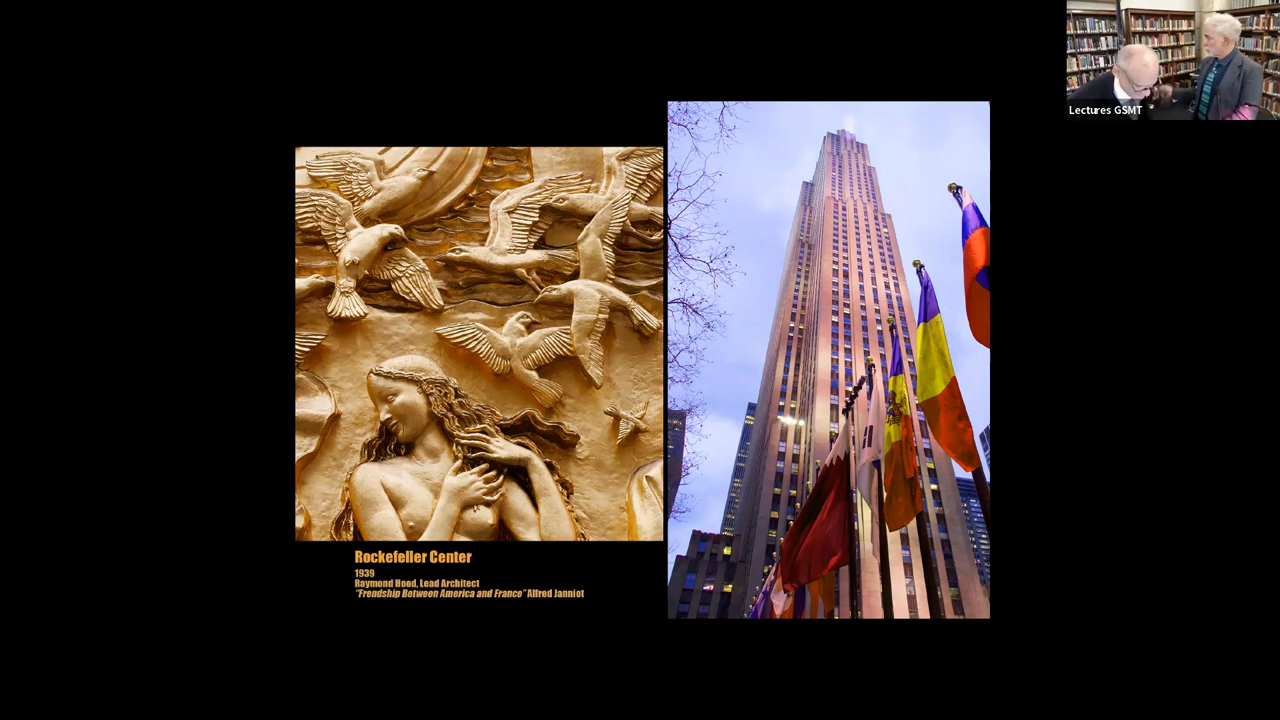 Lectures GSMT
Rockefeller Center
1939
Raymond Hood, Lead Architect
"Frendship Between America and France" Alfred Janniot